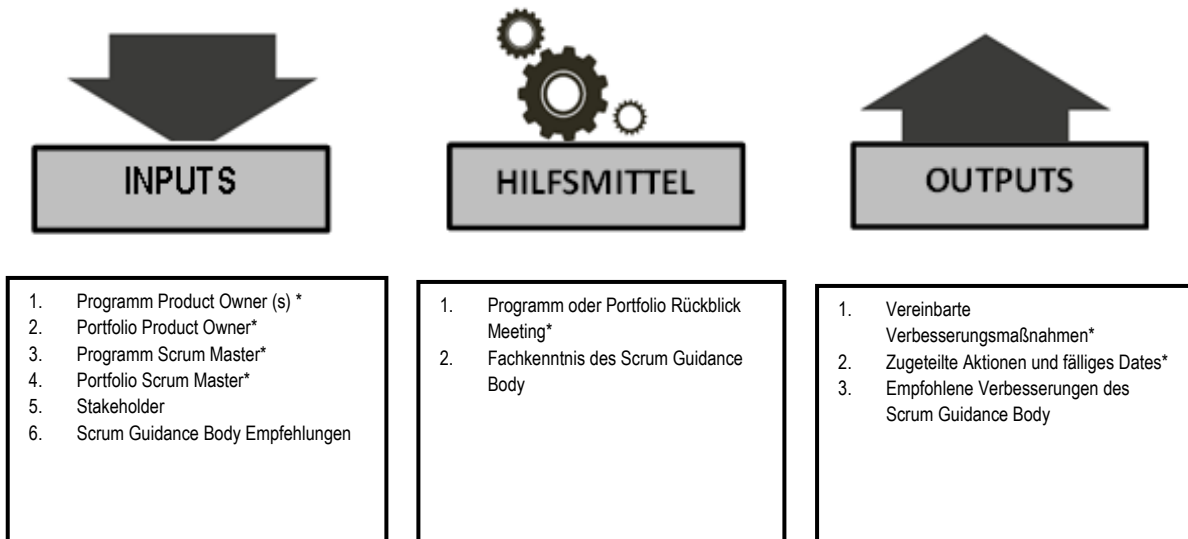 INPUTS
HILFSMITTEL
OUTPUTS
1. Programm Product Owner (s) *
2. Portfolio Product Owner*
3. Programm Scrum Master*
4. Portfolio Scrum Master*
5. Stakeholder
6. Scrum Guidance Body Empfehlungen
1. Programm oder Portfolio Rückblick
Meeting*
2. Fachkenntnis des Scrum Guidance
Body
1. Vereinbarte
Verbesserungsmaßnahmen*
2. Zugeteilte Aktionen und fälliges Dates*
3. Empfohlene Verbesserungen des
Scrum Guidance Body